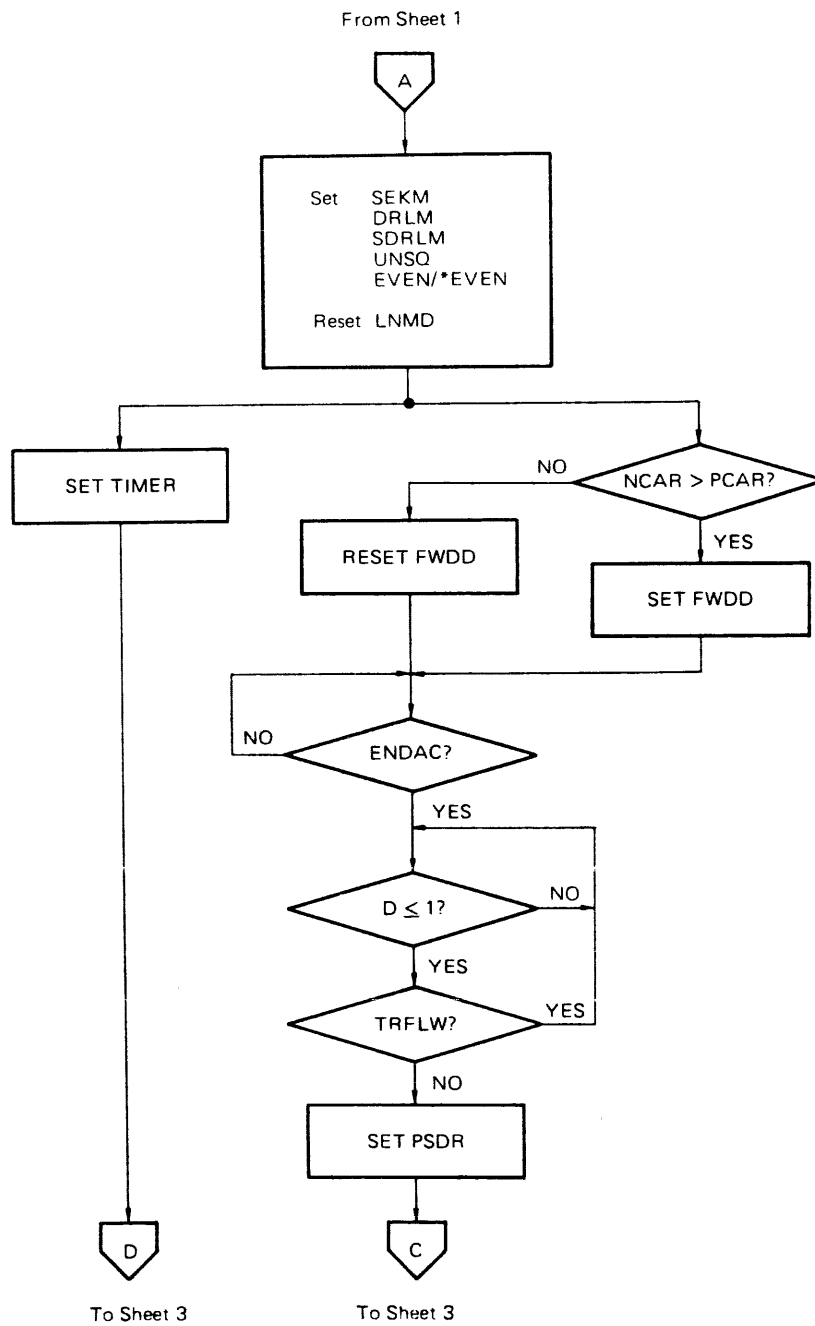 From Sheet 1
A
Set SEKM
DRLM
SDRLM
UNSQ
EVEN/*EVEN
Reset LNMD
SET TIMER
NO
NCAR > PCAR?
YES
RESET FWDD
SET FWDD
NO
ENDAC?
YES
D ≤ 1?
NO
YES
TRFLW?
YES
NO
SET PSDR
D
C
To Sheet 3
To Sheet 3